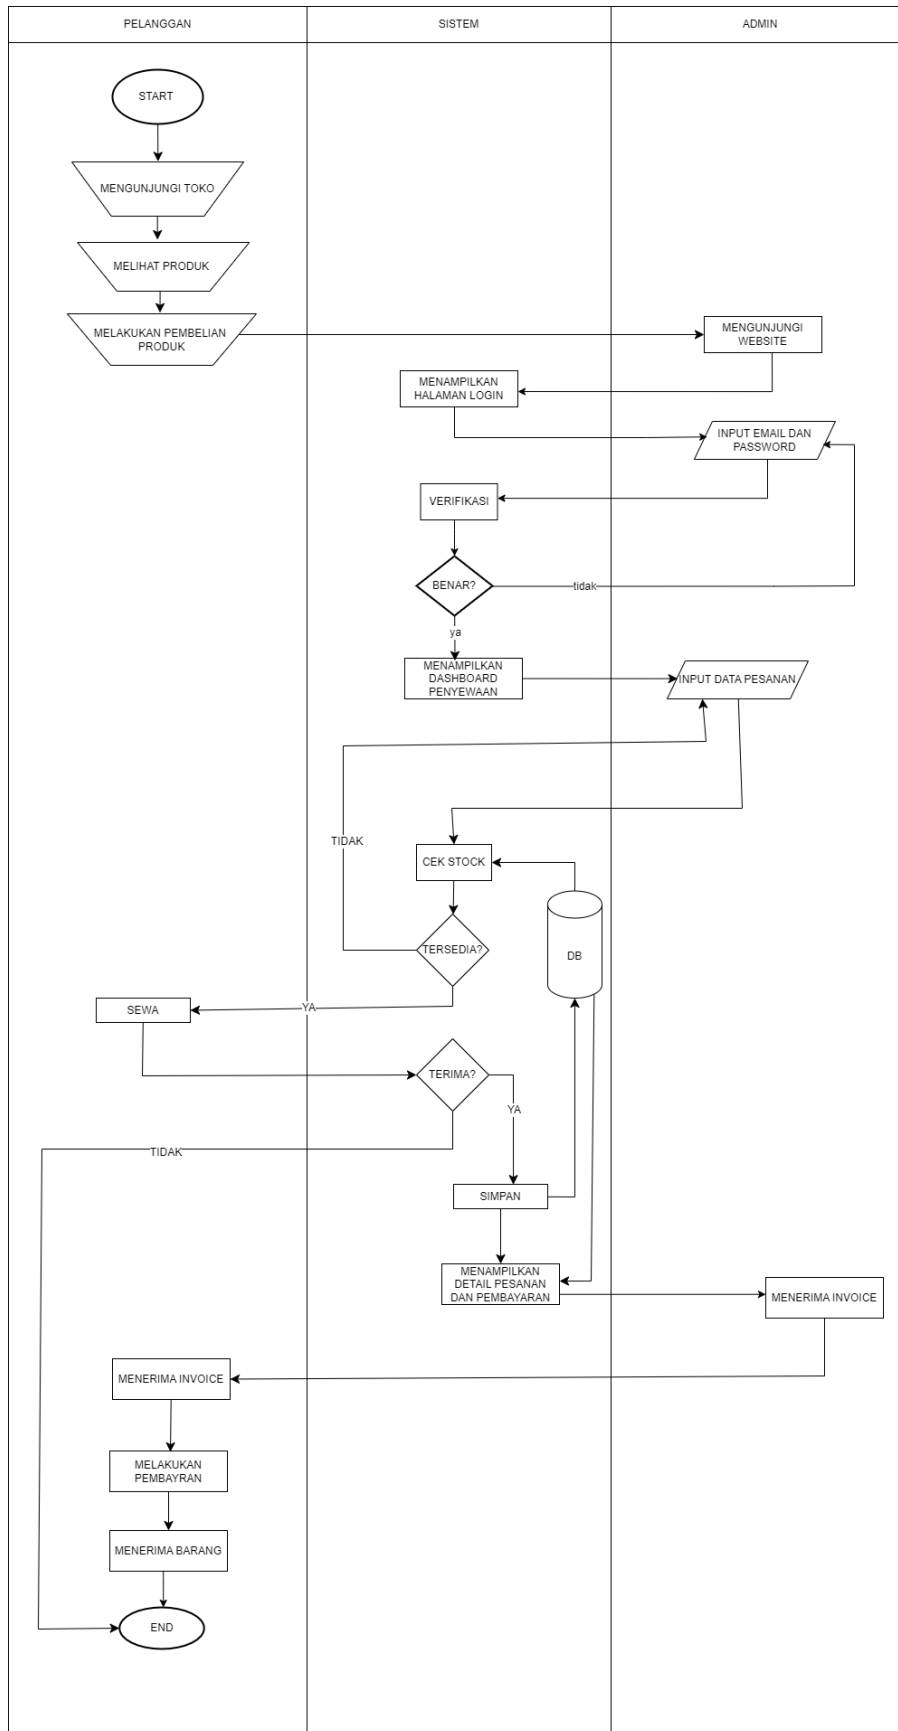 PELANGGAN
SISTEM
ADMIN
START
MENGUNJUNGI TOKO
MELIHAT PRODUK
MELAKUKAN PEMBELIAN
PRODUK
MENGUNJUNGI
WEBSITE
MENAMPILKAN
HALAMAN LOGIN
INPUT EMAIL DAN
PASSWORD
VERIFIKASI
BENAR?
tidak
ya
MENAMPILKAN
DASHBOARD
PENYEWAAN
INPUT DATA PESANAN
TIDAK
CEK STOCK
TERSEDIA?
DB
YA
SEWA
TERIMA?
YA
TIDAK
SIMPAN
MENAMPILKAN
DETAIL PESANAN
DAN PEMBAYARAN
MENERIMA INVOICE
MENERIMA INVOICE
MELAKUKAN
PEMBAYRAN
MENERIMA BARANG
END